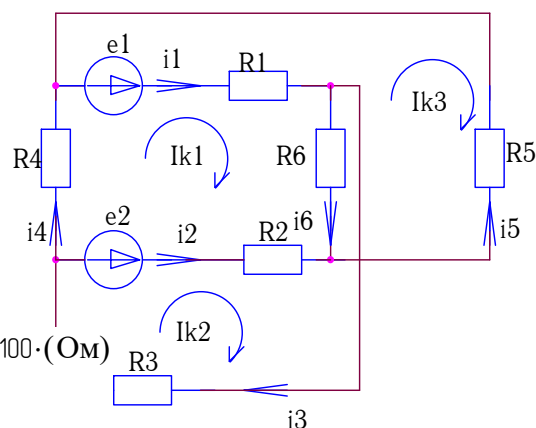 e1 i1 R1
Ik3
R4 Ik1 R6 R5
i4 e2 i2 R2 i6 i5
Ik2
100·(Ом)
R3
i3